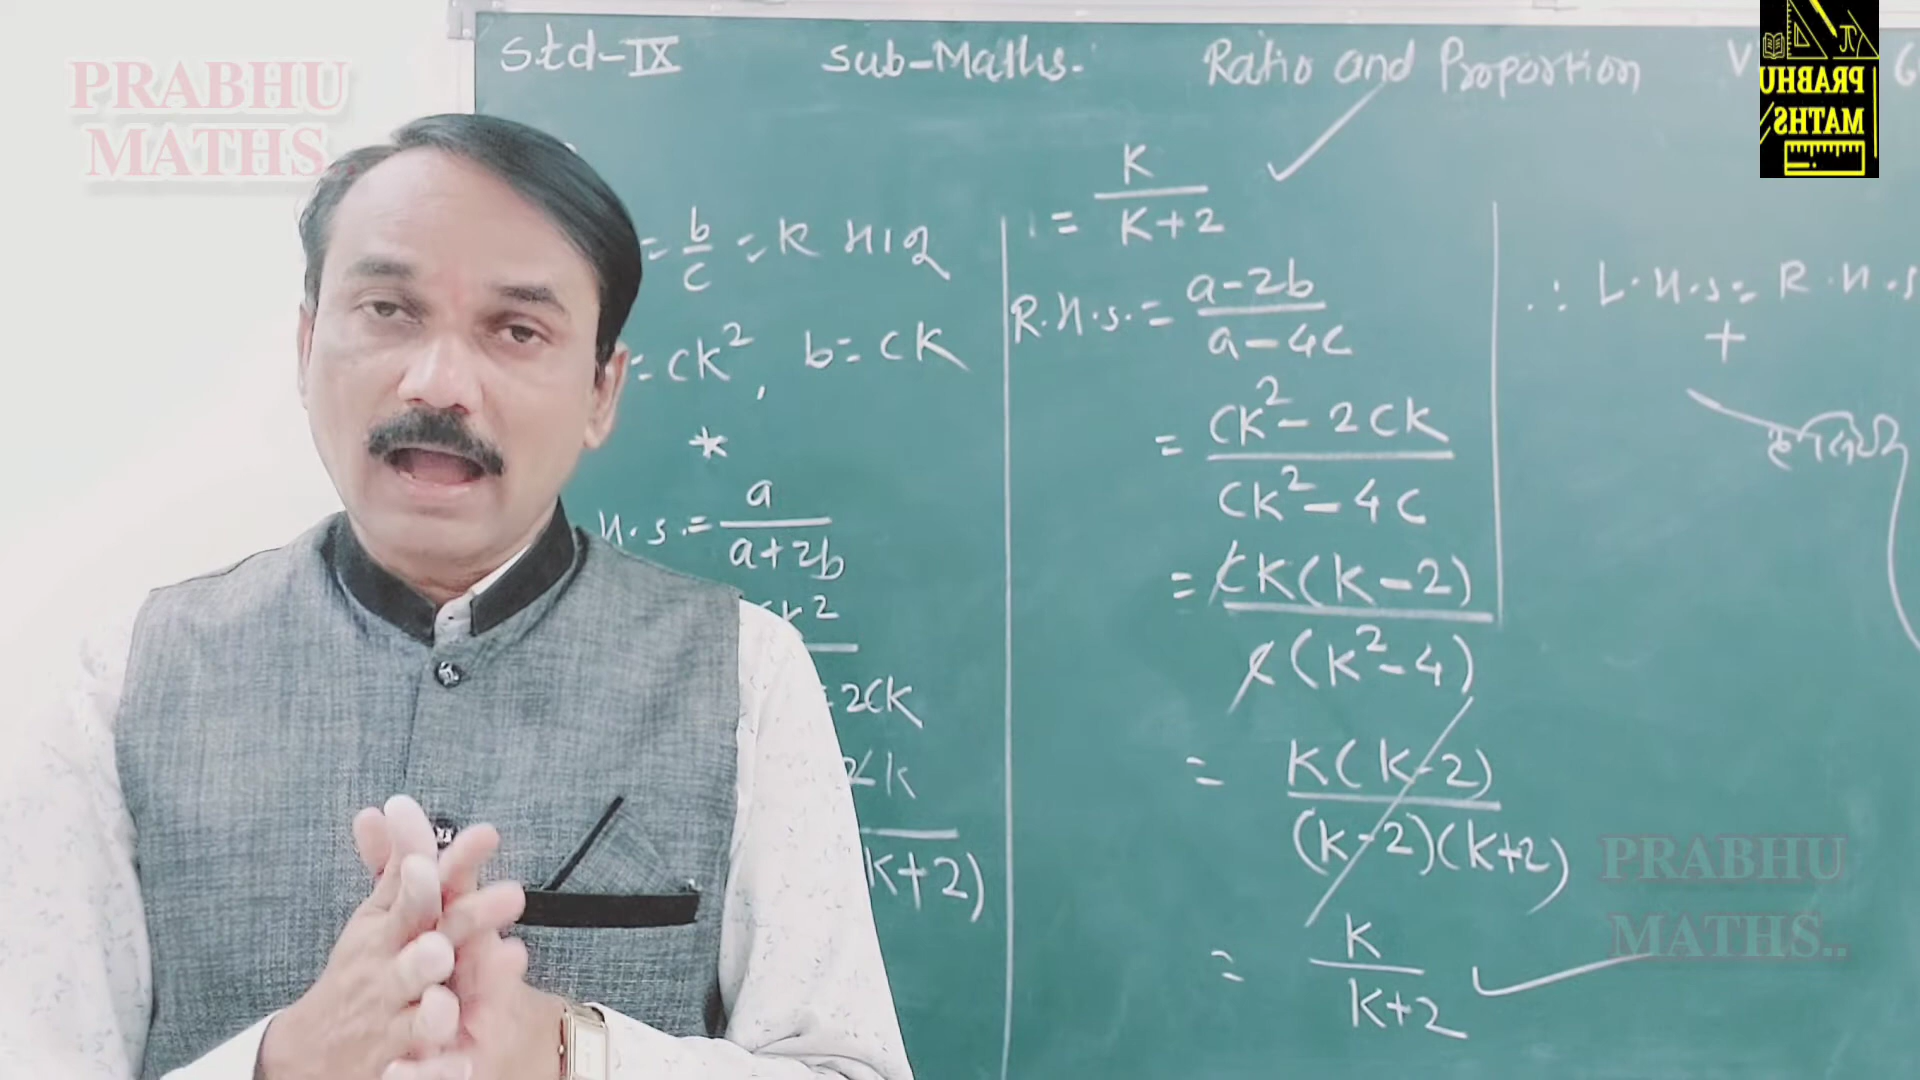 PRABHU
MATHS..
Std-IX Sub-Maths. Ratio and Proportion
PRABHU
MATHS
= b/c = k
= ck², b = ck
*
H.S. = a/(a+2b)
2ck
k+2)
= K/(K+2)
R.H.S. = (a-2b)/(a-4c)
= (ck²-2ck)/(ck²-4c)
= ck(k-2)/c(k²-4)
= k(k-2)/(k-2)(k+2)
= k/(k+2)
∴ L.H.S = R.H.S
+
PRABHU
MATHS..